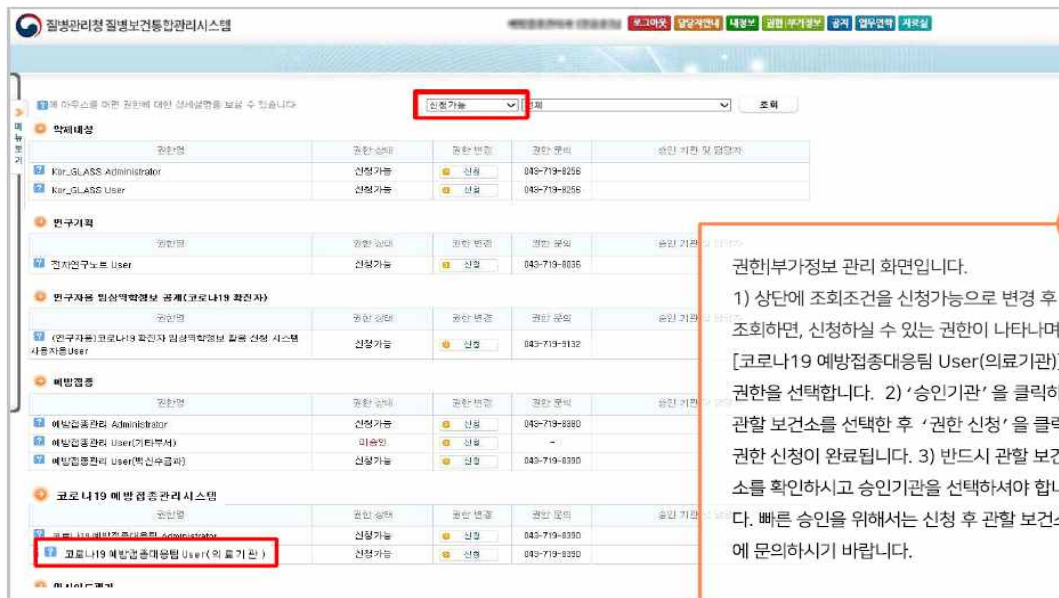 질병관리청 질병보건통합관리시스템
로그아웃 담당자안내 내정보 권한|부가정보 공지 업무연락 자료실
메뉴보기
에 마우스를 대면 권한에 대한 상세설명을 보실 수 있습니다
신청가능 전체 조회
약제내성
권한명 권한 상태 권한 변경 권한 문의 승인 기관 및 담당자
Kor_GLASS Administrator 신청가능 신청 043-719-8256
Kor_GLASS User 신청가능 신청 043-719-8256
연구기획
권한명 권한 상태 권한 변경 권한 문의 승인 기관 및 담당자
전자연구노트 User 신청가능 신청 043-719-8036
연구자용 임상역학정보 공개(코로나19 확진자)
권한명 권한 상태 권한 변경 권한 문의 승인 기관 및 담당자
(연구자용)코로나19 확진자 임상역학정보 활용 신청 시스템 신청가능 신청 043-719-9132
사용자용User
예방접종
권한명 권한 상태 권한 변경 권한 문의 승인 기관 및 담당자
예방접종관리 Administrator 신청가능 신청 043-719-8390
예방접종관리 User(기타부서) 미승인 신청 -
예방접종관리 User(백신수급과) 신청가능 신청 043-719-8390
코로나19 예방접종관리시스템
권한명 권한 상태 권한 변경 권한 문의 승인 기관
코로나19 예방접종대응팀 Administrator 신청가능 신청 043-719-8390
코로나19 예방접종대응팀 User(의료기관) 신청가능 신청 043-719-8390
권한|부가정보 관리 화면입니다.
1) 상단에 조회조건을 신청가능으로 변경 후
조회하면, 신청하실 수 있는 권한이 나타나며
[코로나19 예방접종대응팀 User(의료기관)]
권한을 선택합니다. 2) ‘승인기관’ 을 클릭하
관할 보건소를 선택한 후 ‘권한 신청’ 을 클릭
권한 신청이 완료됩니다. 3) 반드시 관할 보건
소를 확인하시고 승인기관을 선택하셔야 합니
다. 빠른 승인을 위해서는 신청 후 관할 보건소
에 문의하시기 바랍니다.